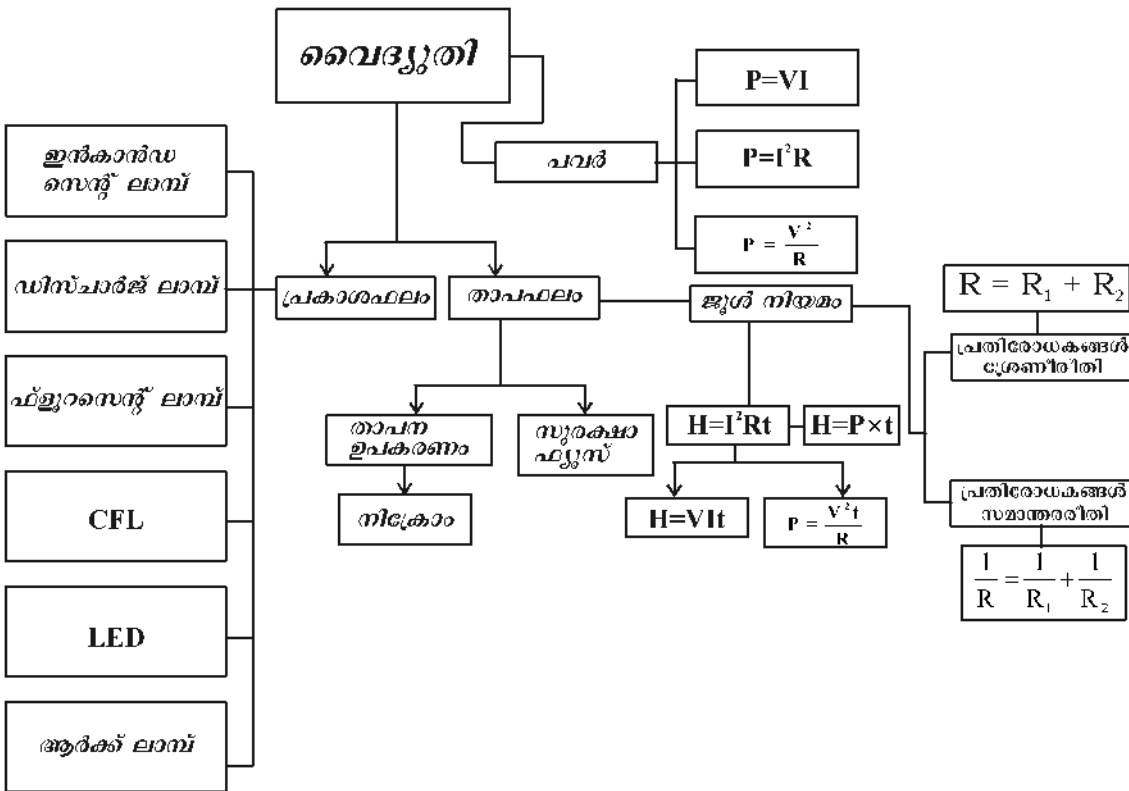 വൈദ്യുതി
P=VI
പവർ
P=I²R
P = V²/R
ഇൻകാൻഡ
സെന്റ് ലാമ്പ്
ഡിസ്ചാർജ് ലാമ്പ്
ഫ്ളൂറസെന്റ് ലാമ്പ്
CFL
LED
ആർക്ക് ലാമ്പ്
പ്രകാശഫലം
താപഫലം
ജൂൾ നിയമം
താപന
ഉപകരണം
നിക്രോം
സുരക്ഷാ
ഫ്യൂസ്
H=I²Rt
H=P×t
H=VIt
P = V²t/R
R = R₁ + R₂
പ്രതിരോധകങ്ങൾ
ശ്രേണീരീതി
പ്രതിരോധകങ്ങൾ
സമാന്തരരീതി
1/R = 1/R₁ + 1/R₂